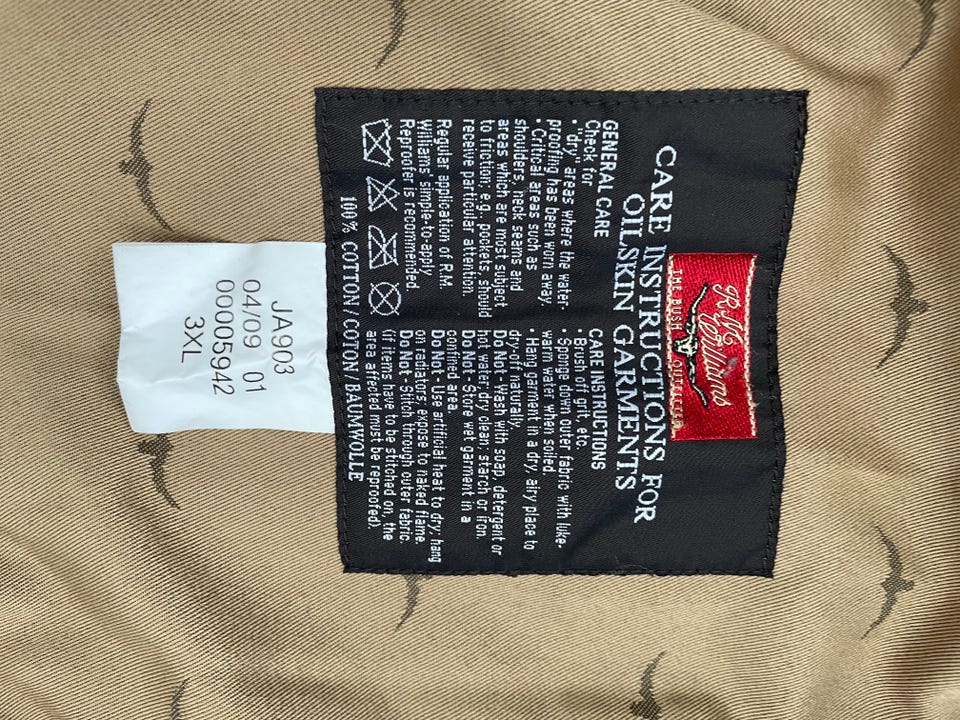 R.M. Williams
THE BUSH OUTFITTER
CARE INSTRUCTIONS FOR
OILSKIN GARMENTS
GENERAL CARE
Check for
• "dry" areas where the water-
proofing has been worn away.
• Critical areas such as
shoulders, neck seams and
areas which are most subject
to friction; e.g. pockets, should
receive particular attention.
Regular application of R.M.
Williams' simple-to-apply
Reproofer is recommended.
CARE INSTRUCTIONS
• Brush off grit, etc.
• Sponge down outer fabric with luke-
warm water when soiled.
• Hang garment in a dry, airy place to
dry-off naturally.
Do Not - Wash with soap, detergent or
hot water; dry clean; starch or iron.
Do Not - Store wet garment in a
confined area.
Do Not - Use artificial heat to dry; hang
on radiators; expose to naked flame.
Do Not - Stitch through outer fabric.
(if items have to be stitched on, the
area affected must be reproofed).
100% COTTON/COTON/BAUMWOLLE
JA903
04/09 01
000005942
3XL